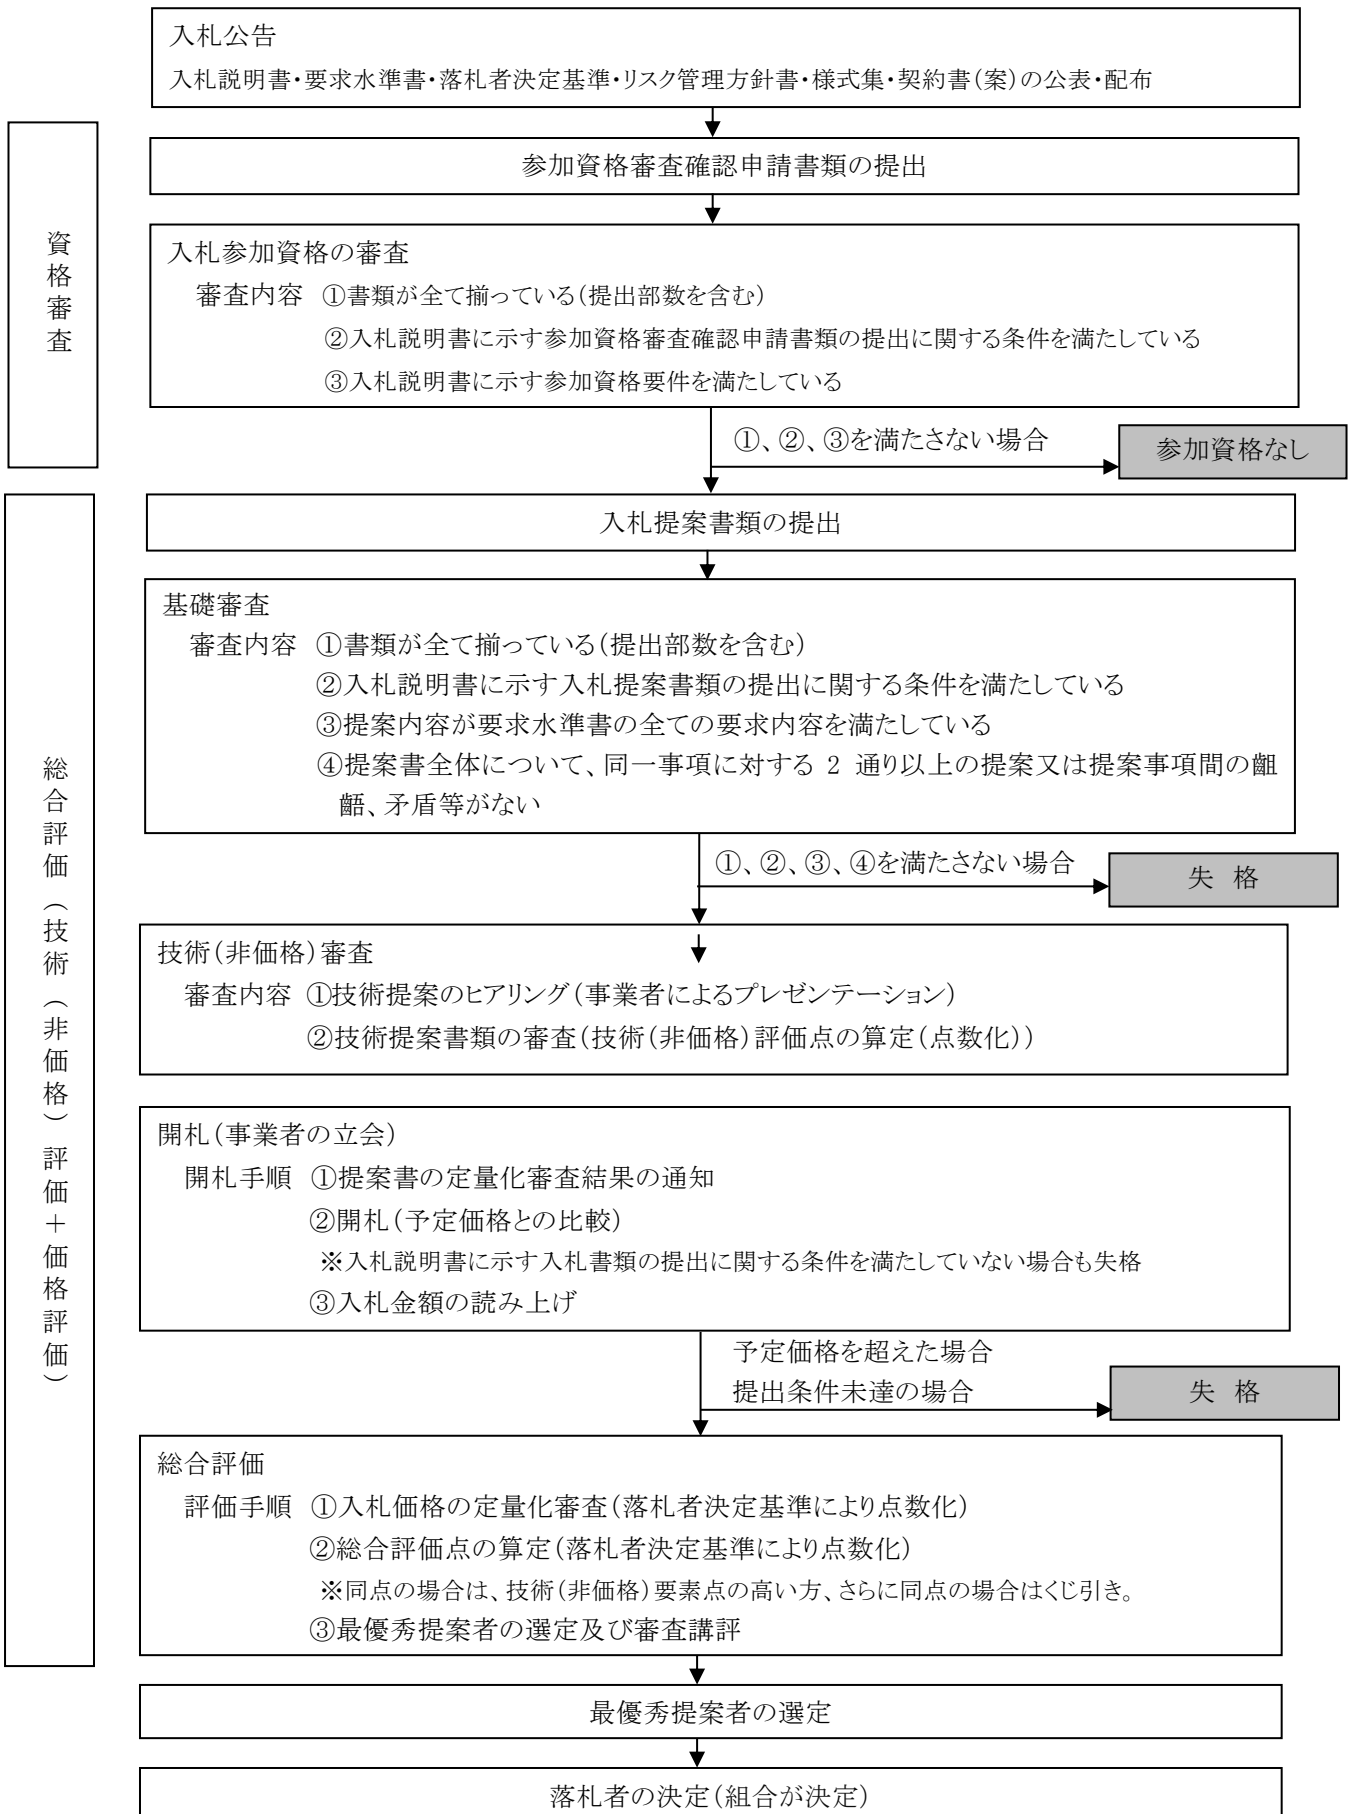 入札公告
入札説明書・要求水準書・落札者決定基準・リスク管理方針書・様式集・契約書(案)の公表・配布
参加資格審査確認申請書類の提出
資格審査
入札参加資格の審査
審査内容 ①書類が全て揃っている(提出部数を含む)
②入札説明書に示す参加資格審査確認申請書類の提出に関する条件を満たしている
③入札説明書に示す参加資格要件を満たしている
①、②、③を満たさない場合
参加資格なし
総合評価(技術(非価格)評価+価格評価)
入札提案書類の提出
基礎審査
審査内容 ①書類が全て揃っている(提出部数を含む)
②入札説明書に示す入札提案書類の提出に関する条件を満たしている
③提案内容が要求水準書の全ての要求内容を満たしている
④提案書全体について、同一事項に対する 2 通り以上の提案又は提案事項間の齟
齬、矛盾等がない
①、②、③、④を満たさない場合
失 格
技術(非価格)審査
審査内容 ①技術提案のヒアリング(事業者によるプレゼンテーション)
②技術提案書類の審査(技術(非価格)評価点の算定(点数化))
開札(事業者の立会)
開札手順 ①提案書の定量化審査結果の通知
②開札(予定価格との比較)
※入札説明書に示す入札書類の提出に関する条件を満たしていない場合も失格
③入札金額の読み上げ
予定価格を超えた場合
提出条件未達の場合
失 格
総合評価
評価手順 ①入札価格の定量化審査(落札者決定基準により点数化)
②総合評価点の算定(落札者決定基準により点数化)
※同点の場合は、技術(非価格)要素点の高い方、さらに同点の場合はくじ引き。
③最優秀提案者の選定及び審査講評
最優秀提案者の選定
落札者の決定(組合が決定)